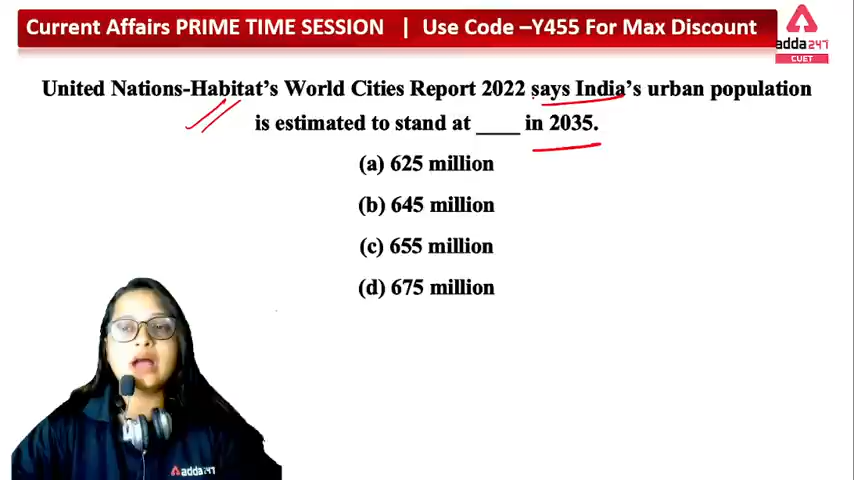 Current Affairs PRIME TIME SESSION | Use Code –Y455 For Max Discount
adda247
CUET
United Nations-Habitat's World Cities Report 2022 says India's urban population
is estimated to stand at ____ in 2035.
(a) 625 million
(b) 645 million
(c) 655 million
(d) 675 million
adda247